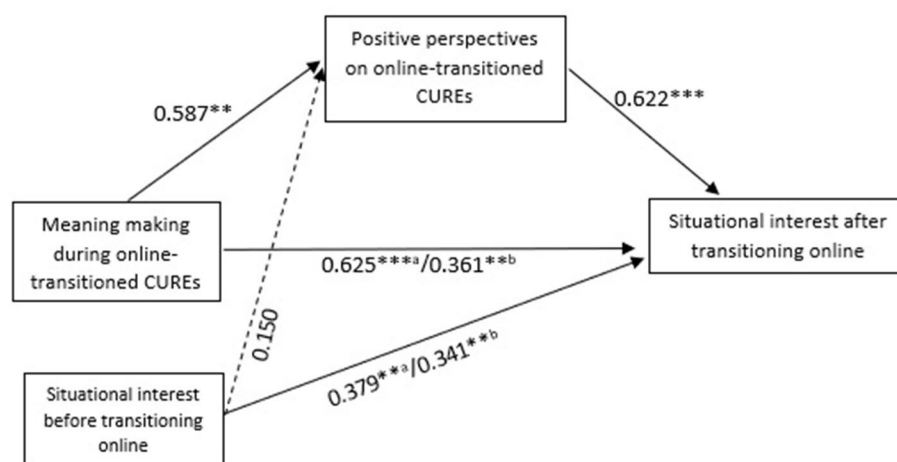 Positive perspectives
on online-transitioned
CUREs
0.587**
0.622***
Meaning making
during online-
transitioned CUREs
Situational interest after
transitioning online
0.625***ᵃ/0.361**ᵇ
0.150
0.379**ᵃ/0.341**ᵇ
Situational interest
before transitioning
online